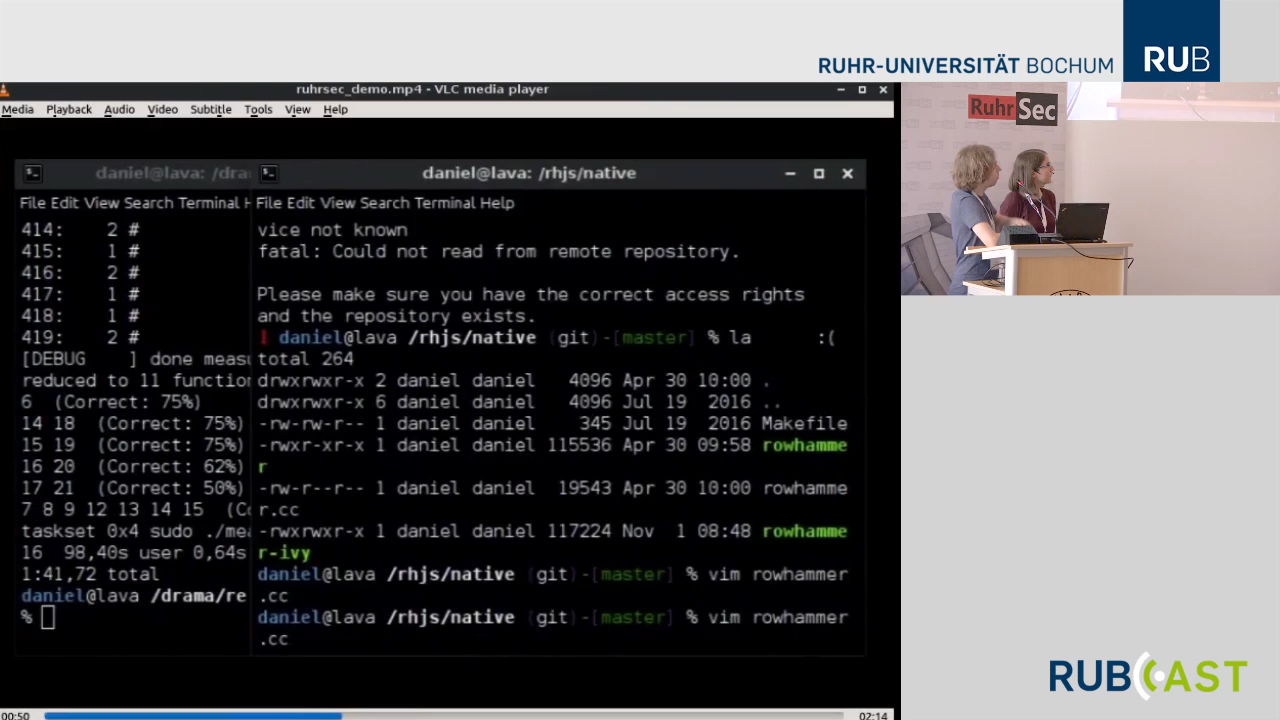 RUHR-UNIVERSITÄT BOCHUM
RUB
ruhrsec_demo.mp4 - VLC media player
Media Playback Audio Video Subtitle Tools View Help
RuhrSec
daniel@lava: /dra
File Edit View Search Terminal H
414: 2 #
415: 1 #
416: 2 #
417: 1 #
418: 1 #
419: 2 #
[DEBUG ] done measu
reduced to 11 function
6 (Correct: 75%)
14 18 (Correct: 75%)
15 19 (Correct: 75%)
16 20 (Correct: 62%)
17 21 (Correct: 50%)
7 8 9 12 13 14 15 (Co
taskset 0x4 sudo ./mea
16 98,40s user 0,64s
1:41,72 total
daniel@lava /drama/re
%
daniel@lava: /rhjs/native
File Edit View Search Terminal Help
vice not known
fatal: Could not read from remote repository.
Please make sure you have the correct access rights
and the repository exists.
! daniel@lava /rhjs/native (git)-[master] % la :(
total 264
drwxrwxr-x 2 daniel daniel 4096 Apr 30 10:00 .
drwxrwxr-x 6 daniel daniel 4096 Jul 19 2016 ..
-rw-rw-r-- 1 daniel daniel 345 Jul 19 2016 Makefile
-rwxr-xr-x 1 daniel daniel 115536 Apr 30 09:58 rowhamme
r
-rw-r--r-- 1 daniel daniel 19543 Apr 30 10:00 rowhamme
r.cc
-rwxrwxr-x 1 daniel daniel 117224 Nov 1 08:48 rowhamme
r-ivy
daniel@lava /rhjs/native (git)-[master] % vim rowhammer
.cc
daniel@lava /rhjs/native (git)-[master] % vim rowhammer
.cc
00:50
02:14
RUBCAST